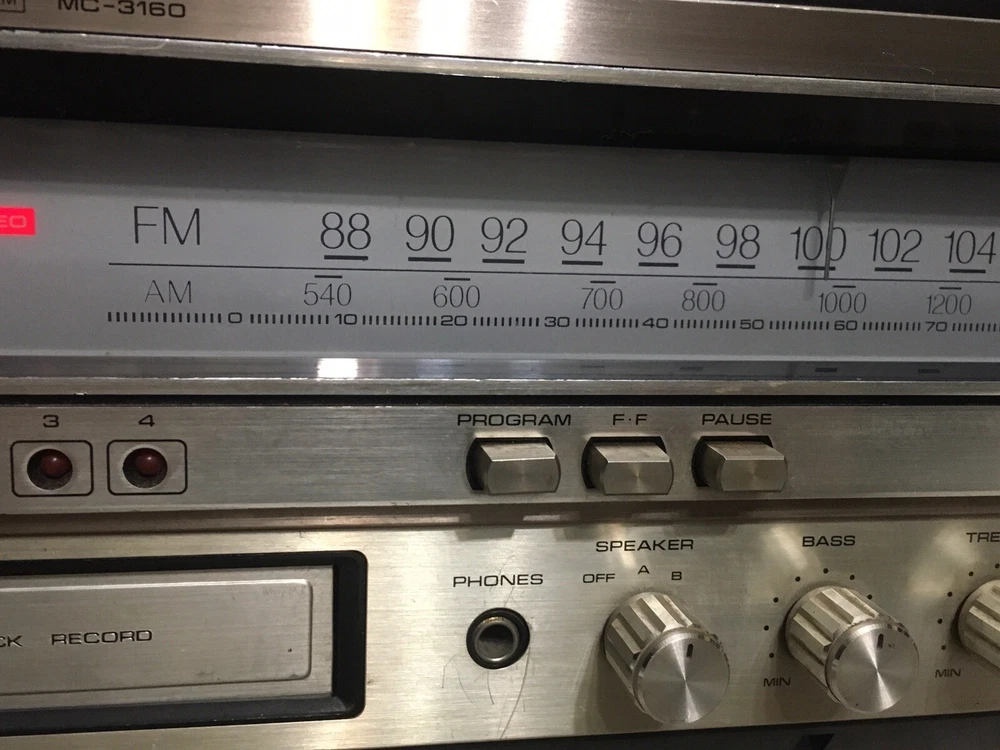 MC-3160
FM 88 90 92 94 96 98 100 102 104
AM 540 600 700 800 1000 1200
0 10 20 30 40 50 60 70
3 4 PROGRAM F·F PAUSE
SPEAKER BASS
PHONES OFF A B
RECORD
MIN MIN